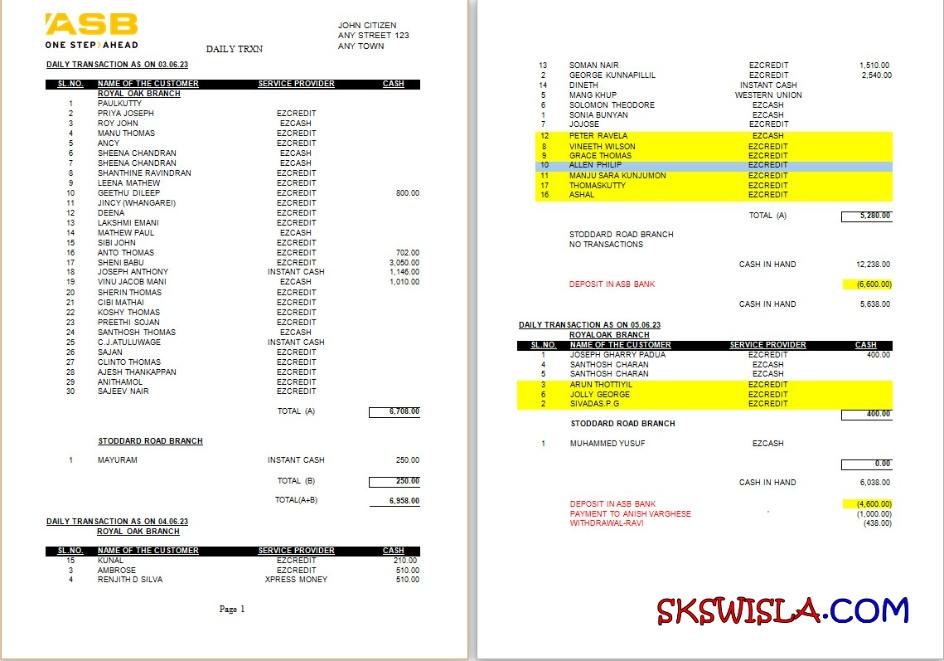 ASB
ONE STEP AHEAD
JOHN CITIZEN
ANY STREET 123
ANY TOWN
DAILY TRXN
DAILY TRANSACTION AS ON 03.06.23
SL.NO. NAME OF THE CUSTOMER SERVICE PROVIDER CASH
ROYAL OAK BRANCH
1 PAULKUTTY
2 PRIYA JOSEPH EZCREDIT
3 ROY JOHN EZCASH
4 MANU THOMAS EZCREDIT
5 ANCY EZCREDIT
6 SHEENA CHANDRAN EZCASH
7 SHEENA CHANDRAN EZCASH
8 SHANTHINE RAVINDRAN EZCREDIT
9 LEENA MATHEW EZCREDIT
10 GEETHU DILEEP EZCREDIT 800.00
11 JINCY (WHANGAREI) EZCREDIT
12 DEENA EZCREDIT
13 LAKSHMI EMANI EZCREDIT
14 MATHEW PAUL EZCASH
15 SIBI JOHN EZCREDIT
16 ANTO THOMAS EZCREDIT 702.00
17 SHENI BABU EZCREDIT 3,050.00
18 JOSEPH ANTHONY INSTANT CASH 1,146.00
19 VINU JACOB MANI EZCASH 1,010.00
20 SHERIN THOMAS EZCREDIT
21 CIBI MATHAI EZCREDIT
22 KOSHY THOMAS EZCREDIT
23 PREETHI SOJAN EZCREDIT
24 SANTHOSH THOMAS EZCASH
25 C.J.ATULUWAGE INSTANT CASH
26 SAJAN EZCREDIT
27 CLINTO THOMAS EZCREDIT
28 AJESH THANKAPPAN EZCREDIT
29 ANITHAMOL EZCREDIT
30 SAJEEV NAIR EZCREDIT
TOTAL (A) 6,708.00
STODDARD ROAD BRANCH
1 MAYURAM INSTANT CASH 250.00
TOTAL (B) 250.00
TOTAL(A+B) 6,958.00
DAILY TRANSACTION AS ON 04.06.23
ROYAL OAK BRANCH
SL.NO. NAME OF THE CUSTOMER SERVICE PROVIDER CASH
15 KUNAL EZCREDIT 210.00
3 AMBROSE EZCREDIT 510.00
4 RENJITH D SILVA XPRESS MONEY 510.00
Page 1
13 SOMAN NAIR EZCREDIT 1,510.00
2 GEORGE KUNNAPILLIL EZCREDIT 2,540.00
14 DINETH INSTANT CASH
5 MANG KHUP WESTERN UNION
6 SOLOMON THEODORE EZCASH
1 SONIA BUNYAN EZCASH
7 JOJOSE EZCREDIT
12 PETER RAVELA EZCASH
8 VINEETH WILSON EZCREDIT
9 GRACE THOMAS EZCREDIT
10 ALLEN PHILIP EZCREDIT
11 MANJU SARA KUNJUMON EZCREDIT
17 THOMASKUTTY EZCREDIT
16 ASHAL EZCREDIT
TOTAL (A) 5,280.00
STODDARD ROAD BRANCH
NO TRANSACTIONS
CASH IN HAND 12,238.00
DEPOSIT IN ASB BANK (6,600.00)
CASH IN HAND 5,638.00
DAILY TRANSACTION AS ON 05.06.23
ROYALOAK BRANCH
SL.NO. NAME OF THE CUSTOMER SERVICE PROVIDER CASH
1 JOSEPH GHARRY PADUA EZCREDIT 400.00
4 SANTHOSH CHARAN EZCASH
5 SANTHOSH CHARAN EZCASH
3 ARUN THOTTIYIL EZCREDIT
6 JOLLY GEORGE EZCREDIT
2 SIVADAS.P.G EZCREDIT
400.00
STODDARD ROAD BRANCH
1 MUHAMMED YUSUF EZCASH
0.00
CASH IN HAND 6,038.00
DEPOSIT IN ASB BANK (4,600.00)
PAYMENT TO ANISH VARGHESE (1,000.00)
WITHDRAWAL-RAVI (438.00)
SKSWISLA.COM